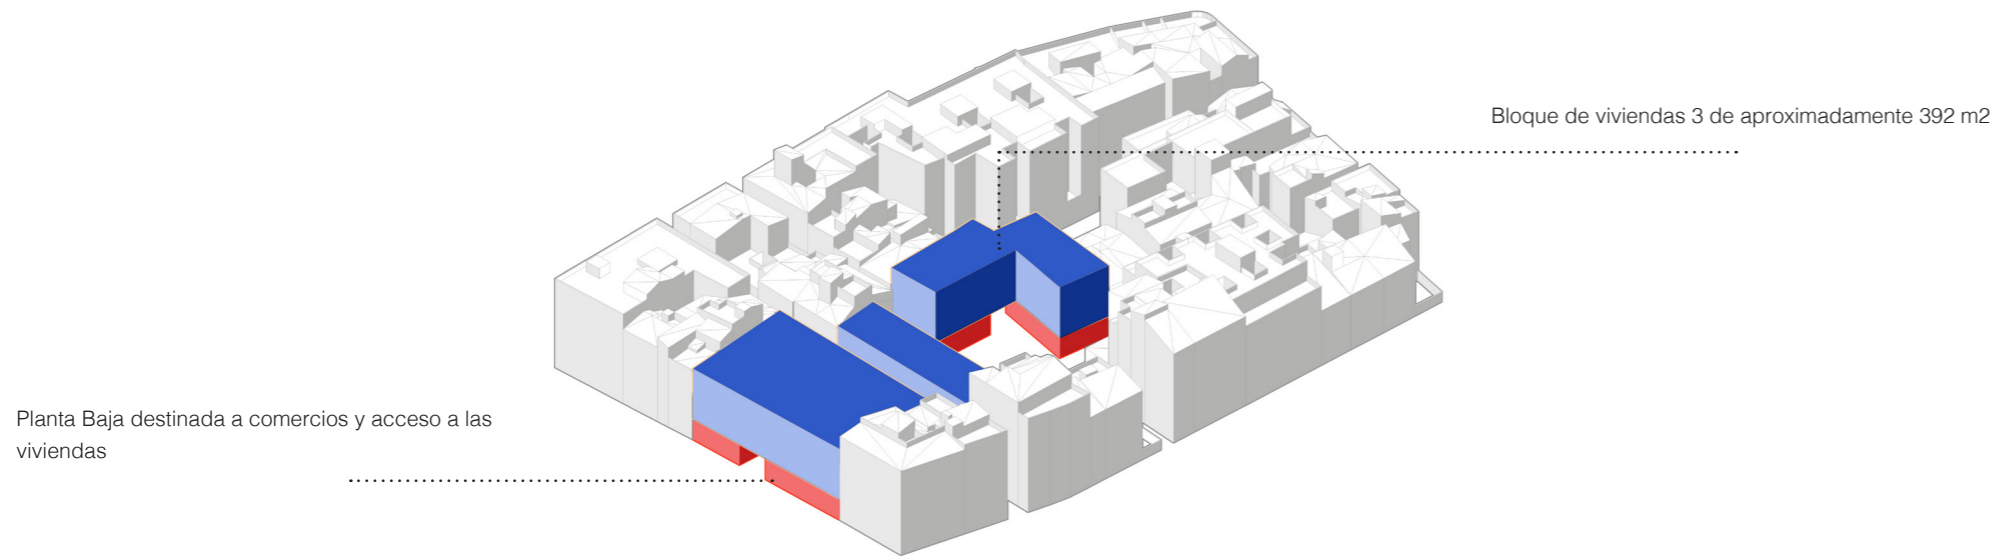 Bloque de viviendas 3 de aproximadamente 392 m2
Planta Baja destinada a comercios y acceso a las
viviendas